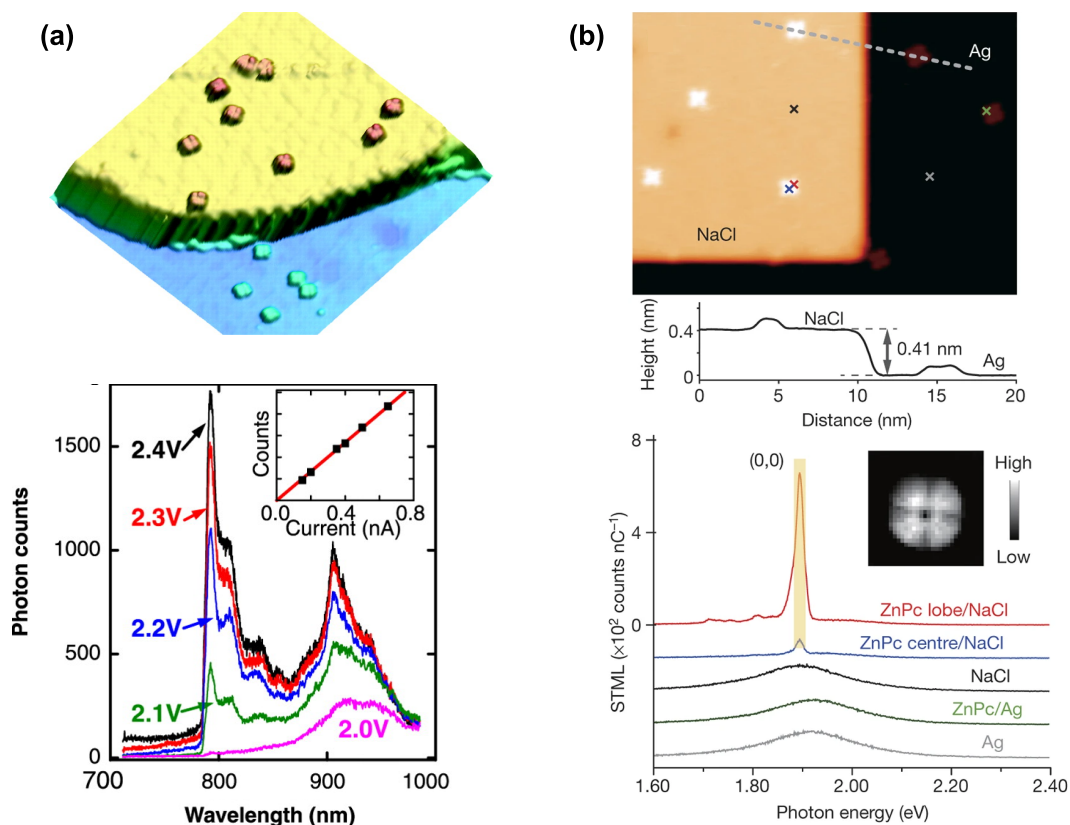 (a)
(b)
Ag
NaCl
Height (nm)
0.4
0
NaCl
0.41 nm
Ag
0
5
10
15
20
Distance (nm)
Photon counts
1500
1000
500
0
2.4V
2.3V
2.2V
2.1V
2.0V
Counts
0
0.4
0.8
Current (nA)
700
800
900
1000
Wavelength (nm)
STML (×10² counts nC⁻¹)
8
4
0
(0,0)
High
Low
ZnPc lobe/NaCl
ZnPc centre/NaCl
NaCl
ZnPc/Ag
Ag
1.60
1.80
2.00
2.20
2.40
Photon energy (eV)